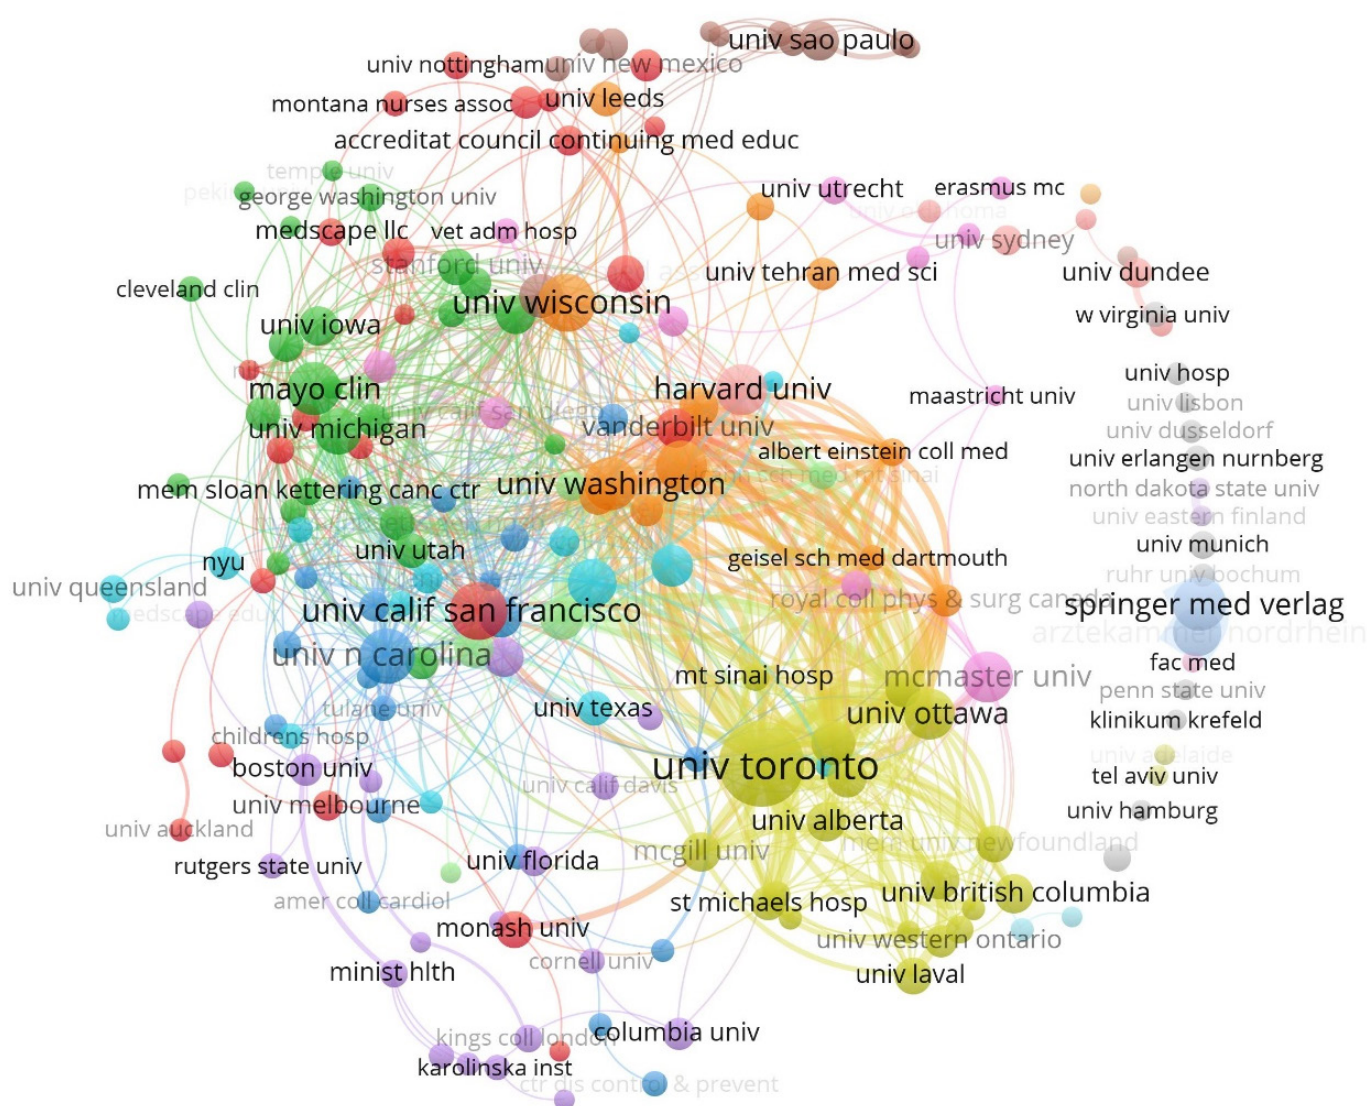 univ sao paulo
univ nottingham
univ new mexico
montana nurses assoc
univ leeds
accreditat council continuing med educ
temple univ
george washington univ
univ utrecht
erasmus mc
univ oklahoma
medscape llc
vet adm hosp
univ sydney
stanford univ
univ tehran med sci
univ dundee
cleveland clin
univ wisconsin
w virginia univ
univ iowa
univ hosp
mayo clin
harvard univ
maastricht univ
univ lisbon
univ calif san diego
univ michigan
vanderbilt univ
univ dusseldorf
albert einstein coll med
univ erlangen nurnberg
mem sloan kettering canc ctr
univ washington
north dakota state univ
univ eastern finland
univ utah
univ munich
nyu
geisel sch med dartmouth
ruhr univ bochum
univ queensland
royal coll phys & surg canada
springer med verlag
univ calif san francisco
arztekammer nordrhein
univ n carolina
fac med
mt sinai hosp
mcmaster univ
penn state univ
tulane univ
univ texas
univ ottawa
klinikum krefeld
childrens hosp
univ adelaide
boston univ
univ toronto
tel aviv univ
univ calif davis
univ melbourne
univ hamburg
univ auckland
univ alberta
mem univ newfoundland
rutgers state univ
univ florida
mcgill univ
amer coll cardiol
st michaels hosp
univ british columbia
monash univ
univ western ontario
minist hlth
cornell univ
univ laval
kings coll london
columbia univ
karolinska inst
ctr dis control & prevent